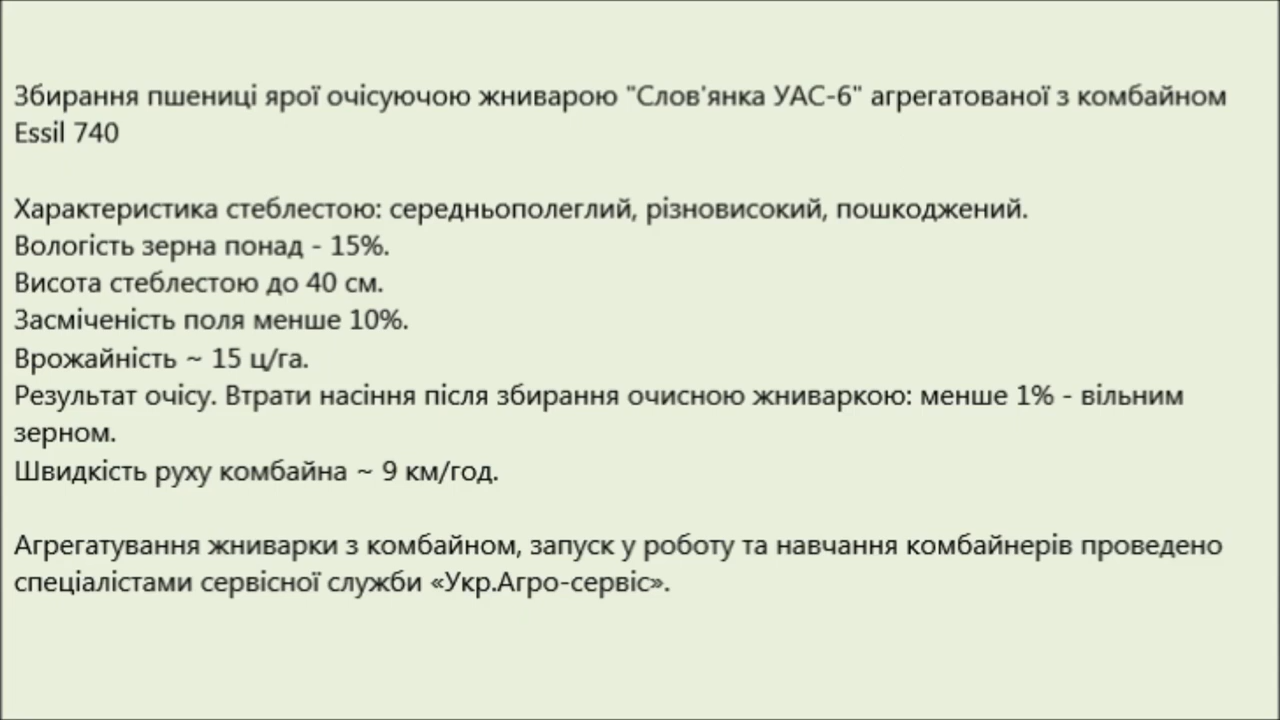 Збирання пшениці ярої очісуючою жниварою "Слов'янка УАС-6" агрегатованої з комбайном
Essil 740
Характеристика стеблестою: середньополеглий, різновисокий, пошкоджений.
Вологість зерна понад - 15%.
Висота стеблестою до 40 см.
Засміченість поля менше 10%.
Врожайність ~ 15 ц/га.
Результат очісу. Втрати насіння після збирання очисною жниваркою: менше 1% - вільним
зерном.
Швидкість руху комбайна ~ 9 км/год.
Агрегатування жниварки з комбайном, запуск у роботу та навчання комбайнерів проведено
спеціалістами сервісної служби «Укр.Агро-сервіс».